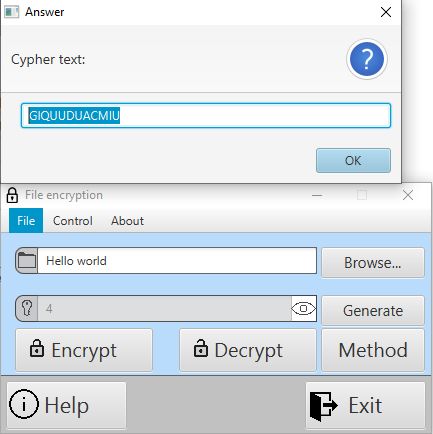 Answer
Cypher text:
GIQUUDUACMIU
OK
File encryption
File Control About
Hello world
Browse...
4
Generate
Encrypt
Decrypt
Method
Help
Exit